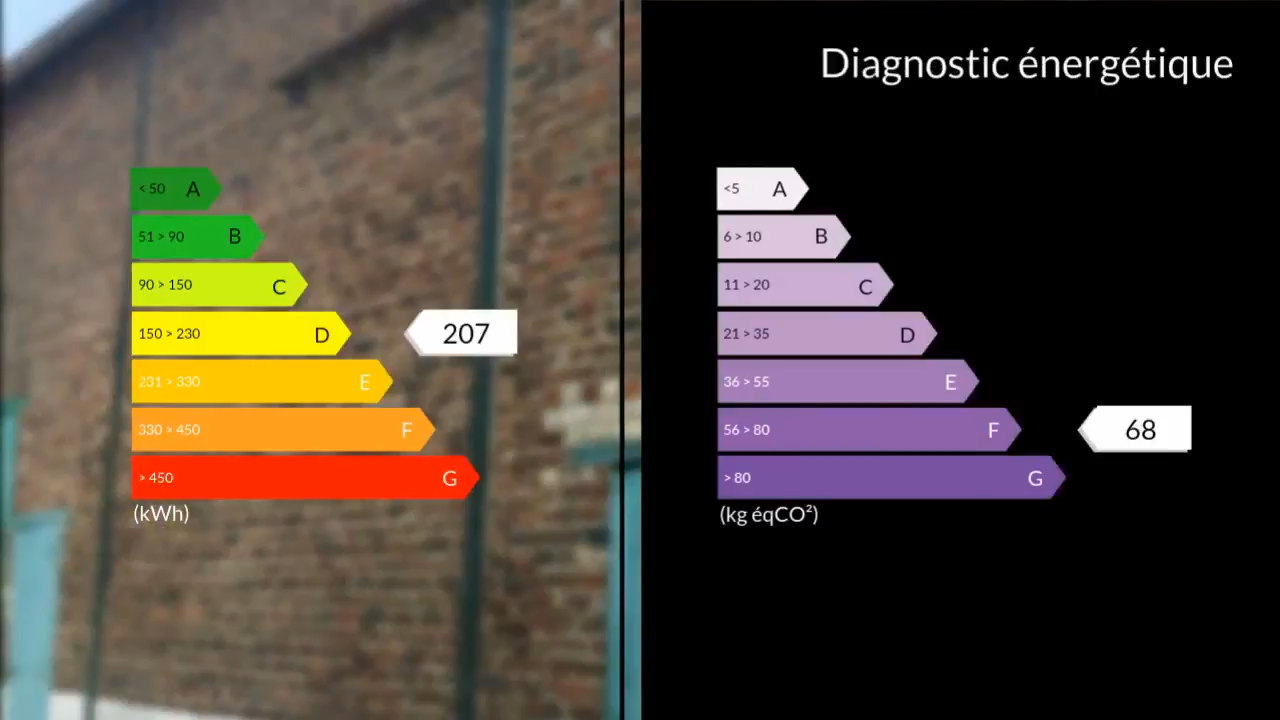 Diagnostic énergétique
< 50 A
51 > 90 B
90 > 150 C
150 > 230 D
207
231 > 330 E
330 > 450 F
> 450 G
(kWh)
<5 A
6 > 10 B
11 > 20 C
21 > 35 D
36 > 55 E
56 > 80 F
68
> 80 G
(kg éqCO²)